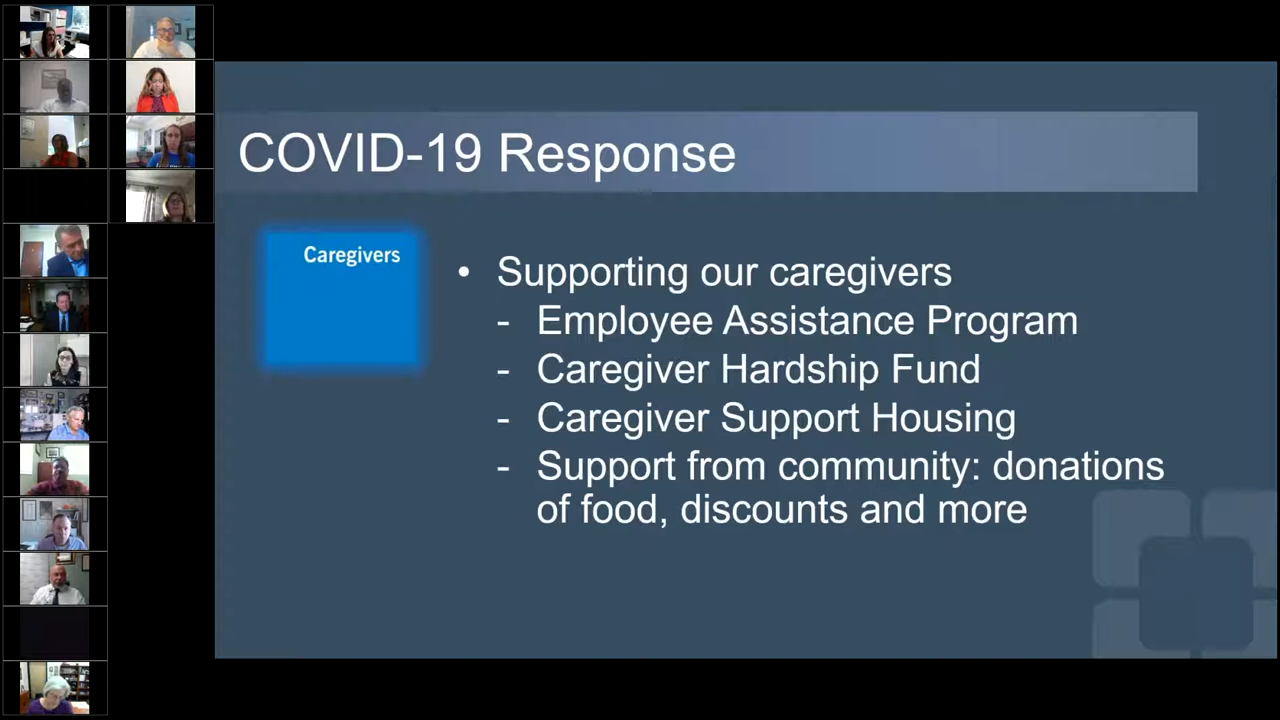 COVID-19 Response
Caregivers
• Supporting our caregivers
- Employee Assistance Program
- Caregiver Hardship Fund
- Caregiver Support Housing
- Support from community: donations
of food, discounts and more